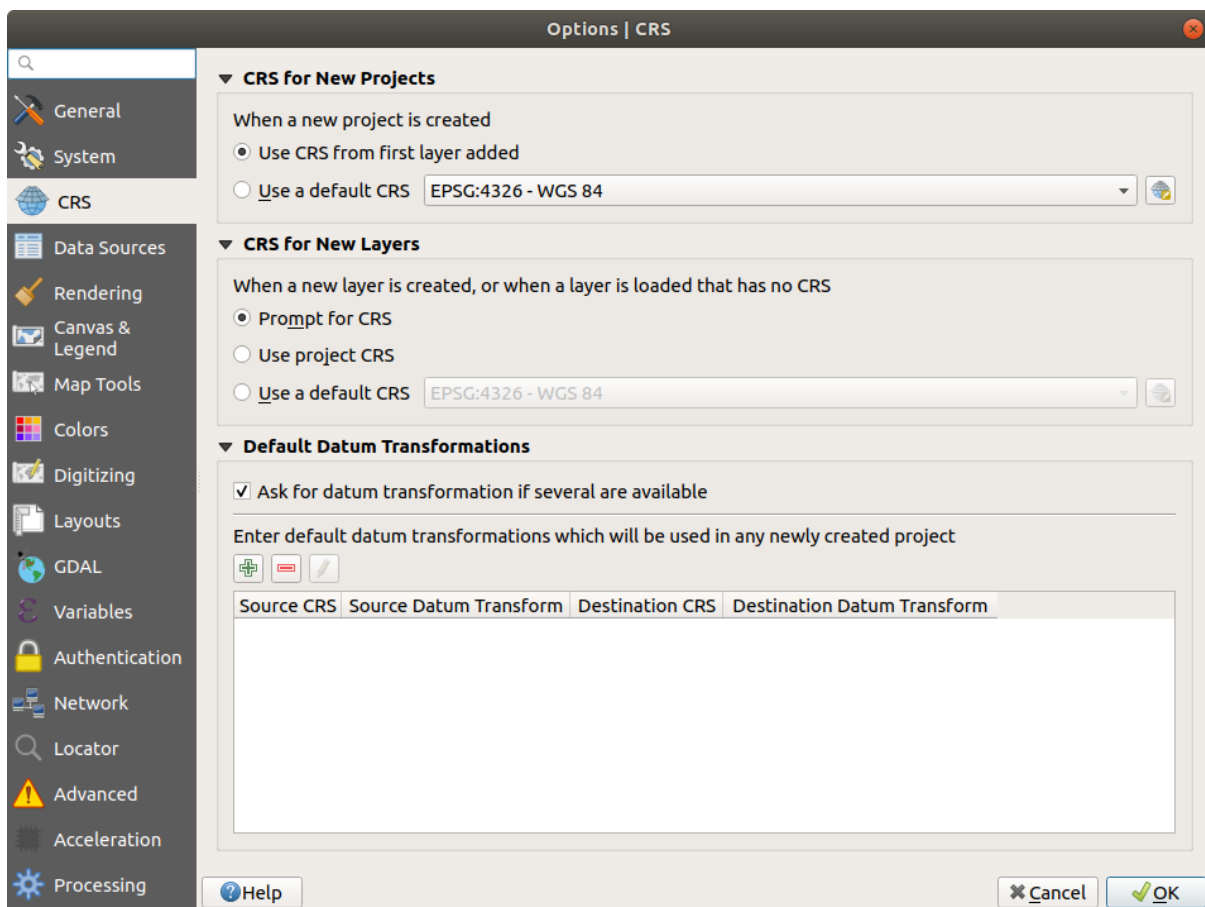 Options | CRS
General
System
CRS
Data Sources
Rendering
Canvas &
Legend
Map Tools
Colors
Digitizing
Layouts
GDAL
Variables
Authentication
Network
Locator
Advanced
Acceleration
Processing
CRS for New Projects
When a new project is created
Use CRS from first layer added
Use a default CRS EPSG:4326 - WGS 84
CRS for New Layers
When a new layer is created, or when a layer is loaded that has no CRS
Prompt for CRS
Use project CRS
Use a default CRS EPSG:4326 - WGS 84
Default Datum Transformations
Ask for datum transformation if several are available
Enter default datum transformations which will be used in any newly created project
Source CRS Source Datum Transform Destination CRS Destination Datum Transform
Help Cancel OK